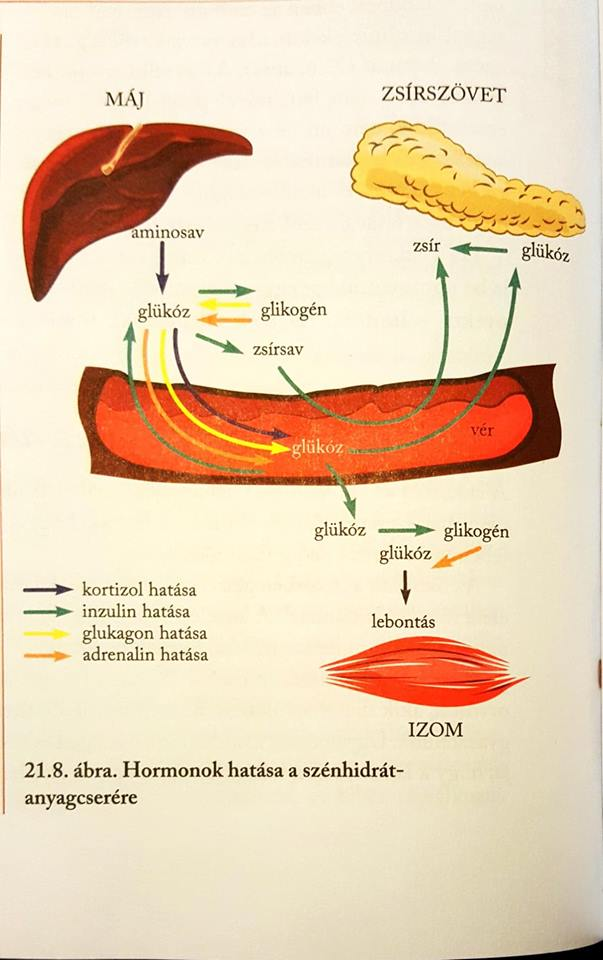 MÁJ
ZSÍRSZÖVET
aminosav
zsír
glükóz
glükóz
glikogén
zsírsav
vér
glükóz
glükóz
glikogén
glükóz
lebontás
kortizol hatása
inzulin hatása
glukagon hatása
adrenalin hatása
IZOM
21.8. ábra. Hormonok hatása a szénhidrát-
anyagcserére